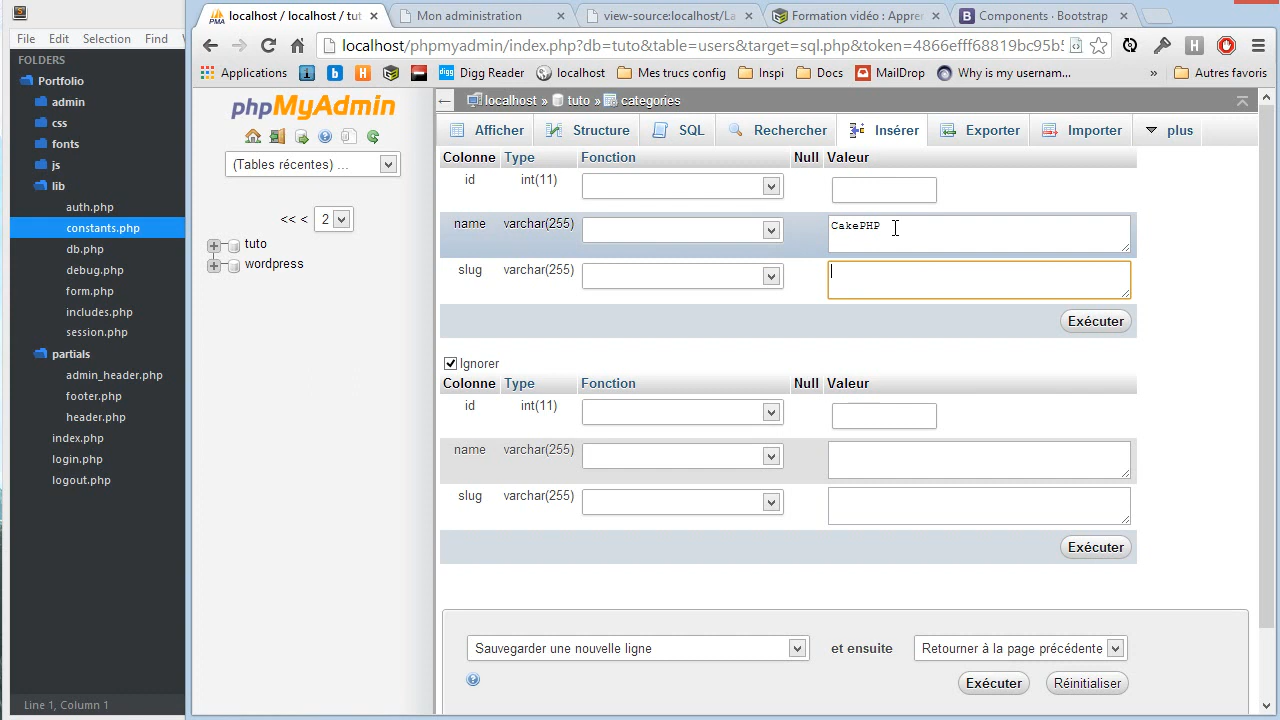 File Edit Selection Find
FOLDERS
Portfolio
admin
css
fonts
js
lib
auth.php
constants.php
db.php
debug.php
form.php
includes.php
session.php
partials
admin_header.php
footer.php
header.php
index.php
login.php
logout.php
Line 1, Column 1
localhost / localhost / tut
Mon administration
view-source:localhost/La
Formation vidéo : Appre
Components · Bootstrap
localhost/phpmyadmin/index.php?db=tuto&table=users&target=sql.php&token=4866efff68819bc95b5
Applications
Digg Reader
localhost
Mes trucs config
Inspi
Docs
MailDrop
Why is my usemin...
»
Autres favoris
phpMyAdmin
(Tables récentes) ...
<< < 2
tuto
wordpress
localhost » tuto » categories
Afficher Structure SQL Rechercher Insérer Exporter Importer plus
Colonne Type Fonction Null Valeur
id int(11)
name varchar(255) CakePHP
slug varchar(255)
Exécuter
Ignorer
Colonne Type Fonction Null Valeur
id int(11)
name varchar(255)
slug varchar(255)
Exécuter
Sauvegarder une nouvelle ligne et ensuite Retourner à la page précédente
Exécuter Réinitialiser